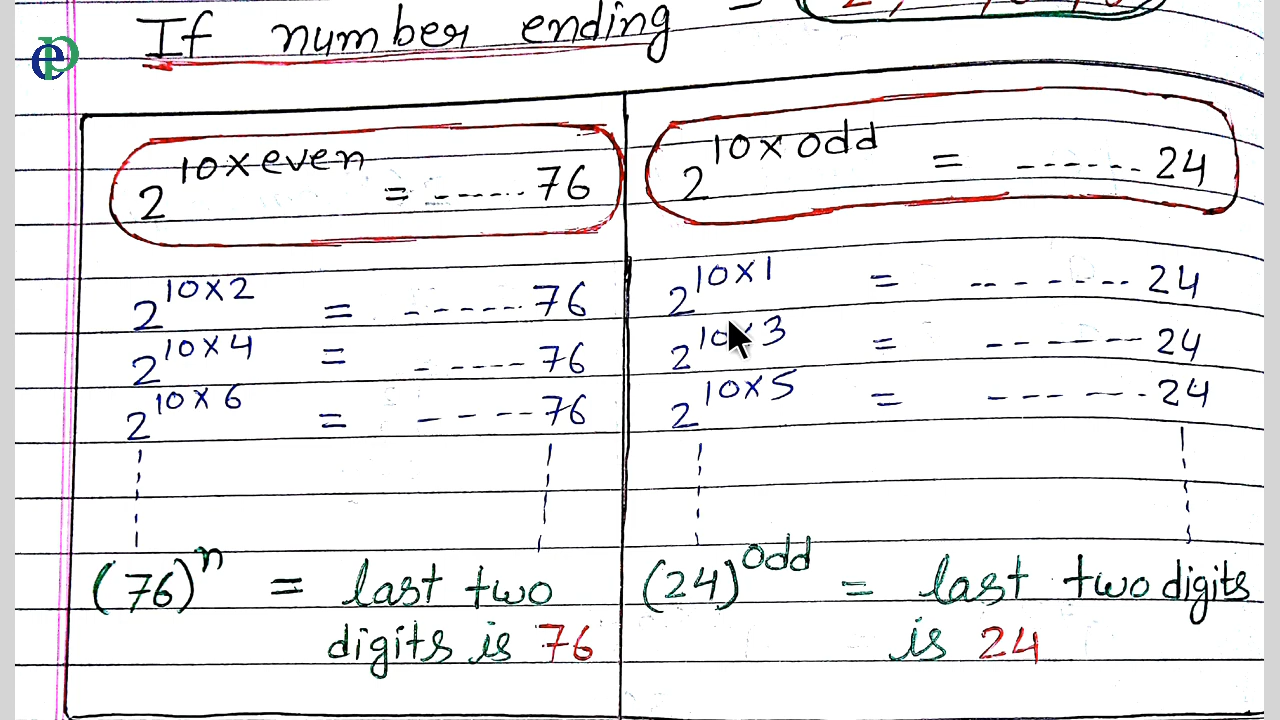 ep
If number ending -
2^10×even = ------76
2^10×odd = ------24
2^10×2 = ------76
2^10×4 = -----76
2^10×6 = ----76
2^10×1 = -------24
2^10×3 = ------24
2^10×5 = ------24
(76)^n = last two
digits is 76
(24)^odd = last two digits
is 24